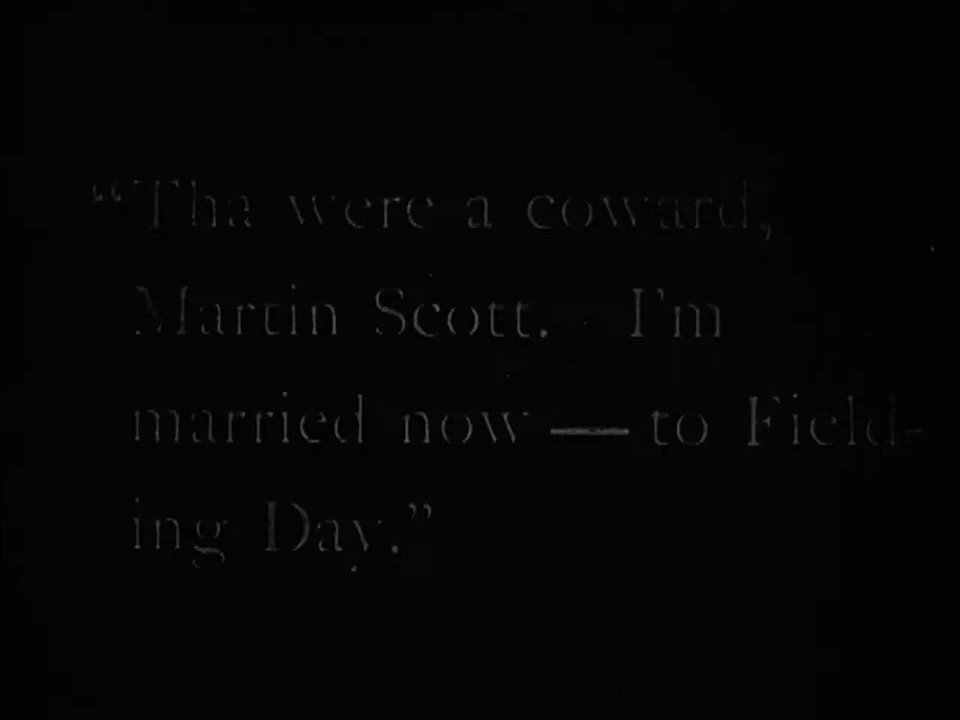 “Tha were a coward,
Martin Scott. I’m
married now — to Field-
ing Day.”